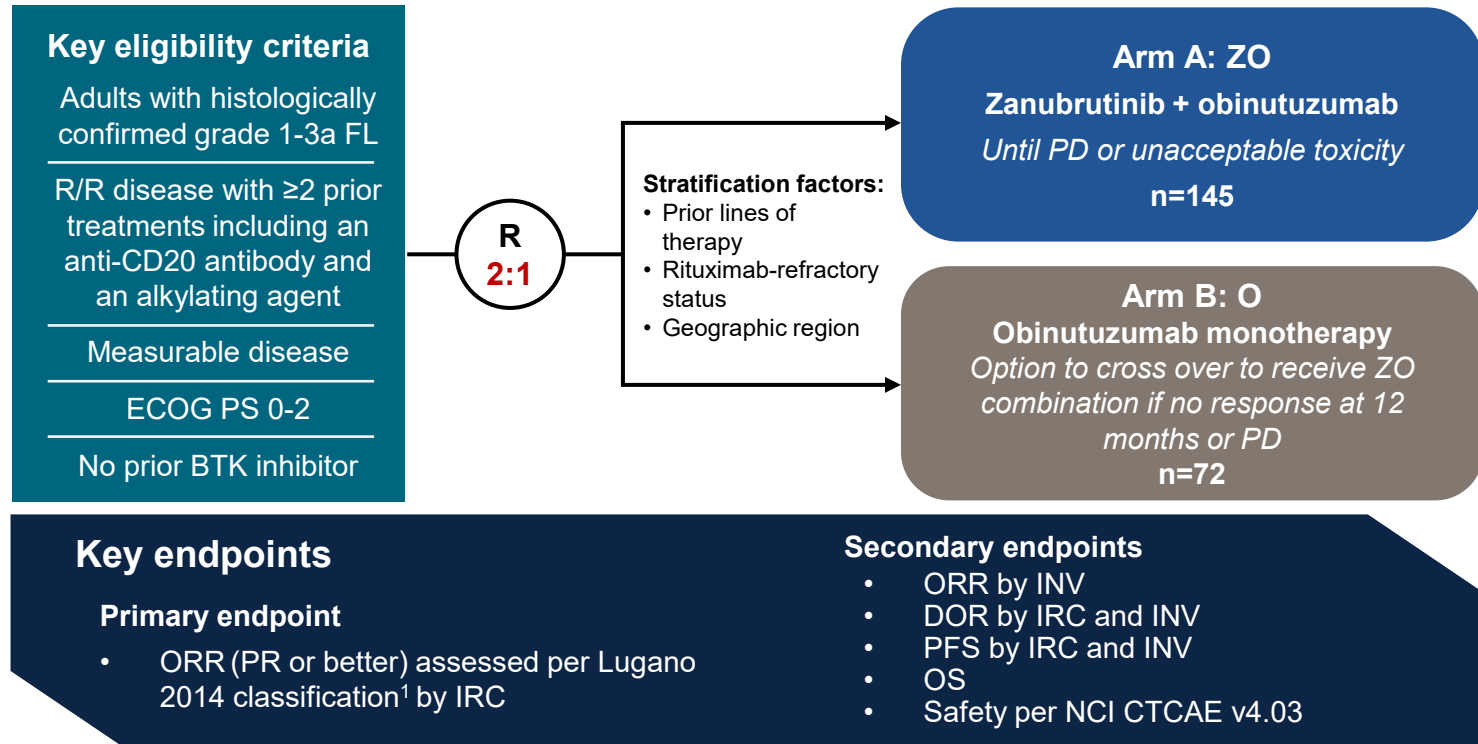 Key eligibility criteria
Adults with histologically
confirmed grade 1-3a FL
R/R disease with ≥2 prior
treatments including an
anti-CD20 antibody and
an alkylating agent
Measurable disease
ECOG PS 0-2
No prior BTK inhibitor
R
2:1
Stratification factors:
• Prior lines of
therapy
• Rituximab-refractory
status
• Geographic region
Arm A: ZO
Zanubrutinib + obinutuzumab
Until PD or unacceptable toxicity
n=145
Arm B: O
Obinutuzumab monotherapy
Option to cross over to receive ZO
combination if no response at 12
months or PD
n=72
Key endpoints
Primary endpoint
• ORR (PR or better) assessed per Lugano
2014 classification¹ by IRC
Secondary endpoints
• ORR by INV
• DOR by IRC and INV
• PFS by IRC and INV
• OS
• Safety per NCI CTCAE v4.03